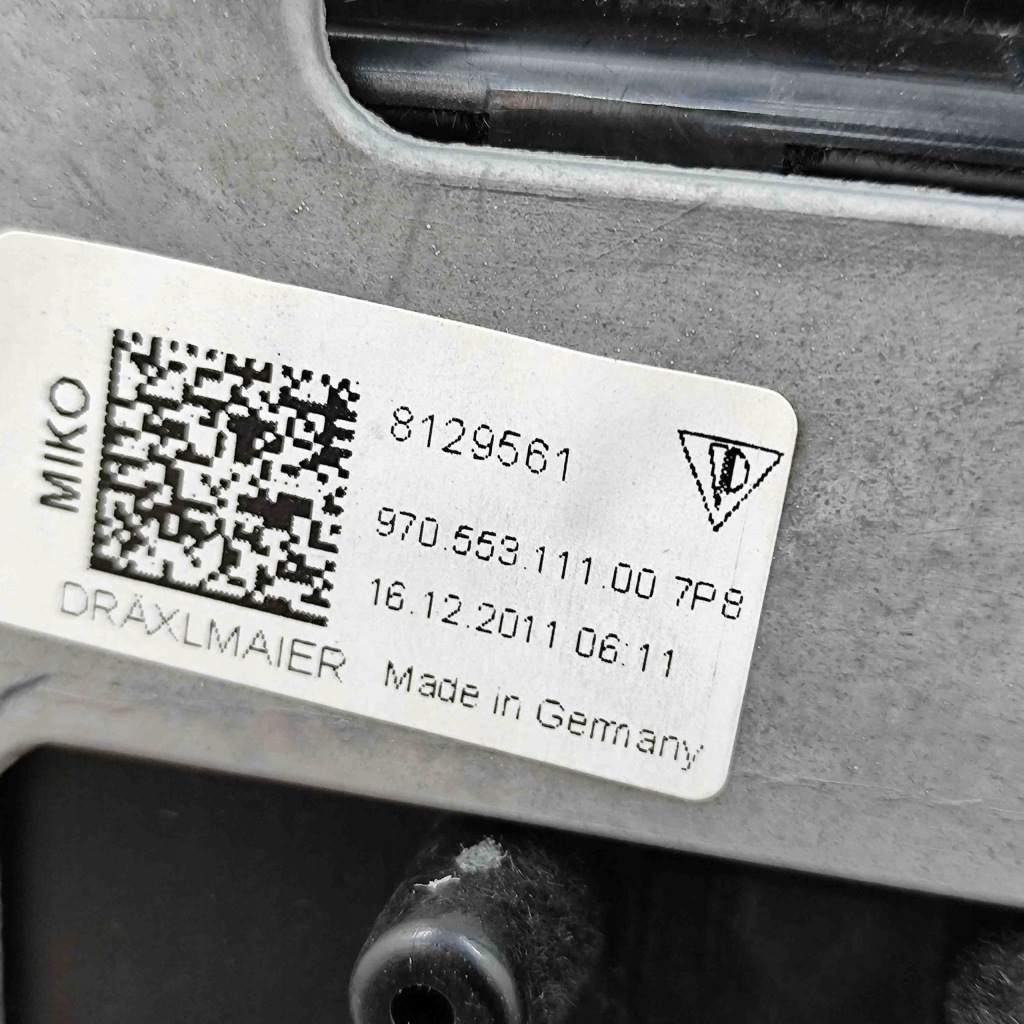 MIKO
8129561
D
970.553.111.00 7P8
16.12.2011 06:11
DRÄXLMAIER
Made in Germany